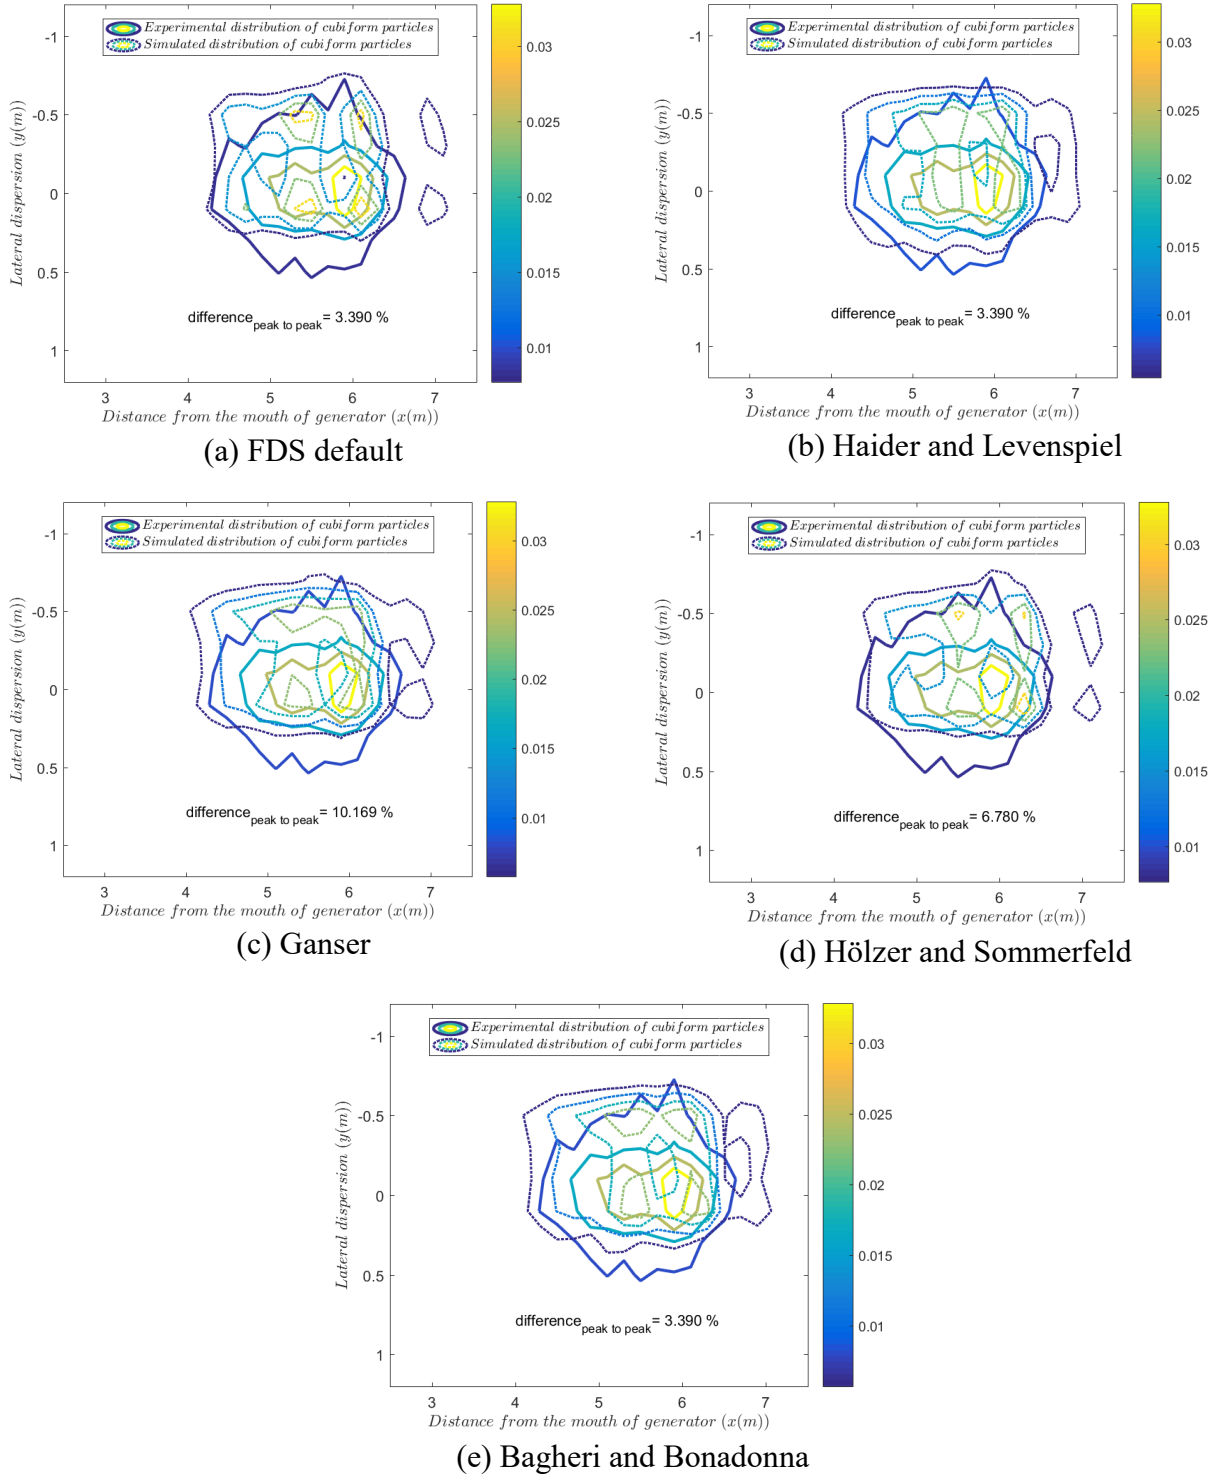 Experimental distribution of cubiform particles
Simulated distribution of cubiform particles
-1
-0.5
0
0.5
1
Lateral dispersion (y(m))
difference peak to peak = 3.390 %
3 4 5 6 7
Distance from the mouth of generator (x(m))
0.03
0.025
0.02
0.015
0.01
(a) FDS default
Experimental distribution of cubiform particles
Simulated distribution of cubiform particles
-1
-0.5
0
0.5
1
Lateral dispersion (y(m))
difference peak to peak = 3.390 %
3 4 5 6 7
Distance from the mouth of generator (x(m))
0.03
0.025
0.02
0.015
0.01
(b) Haider and Levenspiel
Experimental distribution of cubiform particles
Simulated distribution of cubiform particles
-1
-0.5
0
0.5
1
Lateral dispersion (y(m))
difference peak to peak = 10.169 %
3 4 5 6 7
Distance from the mouth of generator (x(m))
0.03
0.025
0.02
0.015
0.01
(c) Ganser
Experimental distribution of cubiform particles
Simulated distribution of cubiform particles
-1
-0.5
0
0.5
1
Lateral dispersion (y(m))
difference peak to peak = 6.780 %
3 4 5 6 7
Distance from the mouth of generator (x(m))
0.03
0.025
0.02
0.015
0.01
(d) Hölzer and Sommerfeld
Experimental distribution of cubiform particles
Simulated distribution of cubiform particles
-1
-0.5
0
0.5
1
Lateral dispersion (y(m))
difference peak to peak = 3.390 %
3 4 5 6 7
Distance from the mouth of generator (x(m))
0.03
0.025
0.02
0.015
0.01
(e) Bagheri and Bonadonna